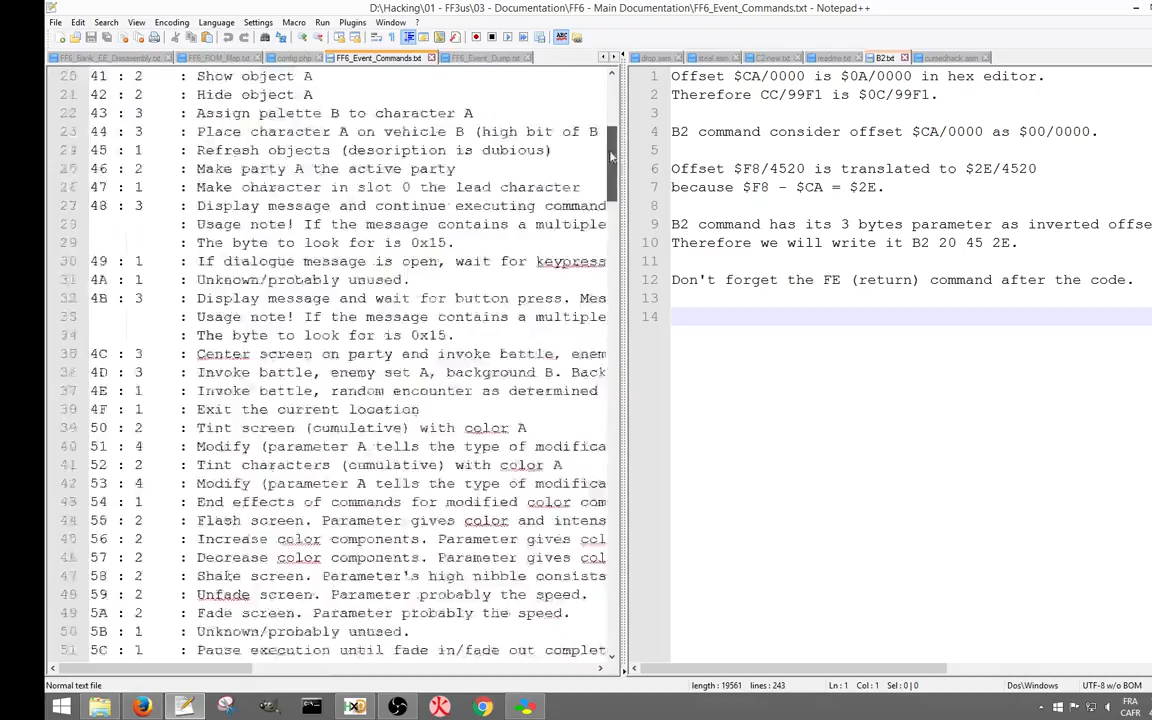 D:\Hacking\01 - FF3us\03 - Documentation\FF6 - Main Documentation\FF6_Event_Commands.txt - Notepad++
File Edit Search View Encoding Language Settings Macro Run Plugins Window ?
FF6_Bank_EE_Disassembly.txt FF6_ROM_Map.txt config.php FF6_Event_Commands.txt FF6_Event_Dump.txt
drop.asm steal.asm C2new.txt readme.txt B2.txt cursedhack.asm
41 : 2 : Show object A
21 42 : 2 : Hide object A
22 43 : 3 : Assign palette B to character A
44 : 3 : Place character A on vehicle B (high bit of B
45 : 1 : Refresh objects (desription is dubious)
46 : 2 : Make party A the active party
47 : 1 : Make character in slot 0 the lead character
27 48 : 3 : Display message and continue executing command
28 Usage note! If the message contains a multiple
29 The byte to look for is 0x15.
30 49 : 1 : If dialogue message is open, wait for keypress
31 4A : 1 : Unknown/probably unused.
32 4B : 3 : Display message and wait for button press. Mes
Usage note! If the message contains a multiple
34 The byte to look for is 0x15.
4C : 3 : Center screen on party and invoke battle, enem
4D : 3 : Invoke battle, enemy set A, background B. Back
37 4E : 1 : Invoke battle, random encounter as determined
4F : 1 : Exit the current location
50 : 2 : Tint screen (cumulative) with color A
40 51 : 4 : Modify (parameter A tells the type of modifica
41 52 : 2 : Tint characters (cumulative) with color A
42 53 : 4 : Modify (parameter A tells the type of modifica
43 54 : 1 : End effects of commands for modified color com
55 : 2 : Flash screen. Parameter gives color and intens
56 : 2 : Increase color components. Parameter gives col
57 : 2 : Decrease color components. Parameter gives col
47 58 : 2 : Shake screen. Parameter's high nibble consists
48 59 : 2 : Unfade screen. Parameter probably the speed.
49 5A : 2 : Fade screen. Parameter probably the speed.
50 5B : 1 : Unknown/probably unused.
51 5C : 1 : Pause execution until fade in/fade out complet
1 Offset $CA/0000 is $0A/0000 in hex editor.
2 Therefore CC/99F1 is $0C/99F1.
3
4 B2 command consider offset $CA/0000 as $00/0000.
5
6 Offset $F8/4520 is translated to $2E/4520
7 because $F8 - $CA = $2E.
8
9 B2 command has its 3 bytes parameter as inverted offse
10 Therefore we will write it B2 20 45 2E.
11
12 Don't forget the FE (return) command after the code.
13
14
Normal text file length : 19561 lines : 243 Ln : 1 Col : 1 Sel : 0 | 0 Dos\Windows UTF-8 w/o BOM
FRA
CAFR